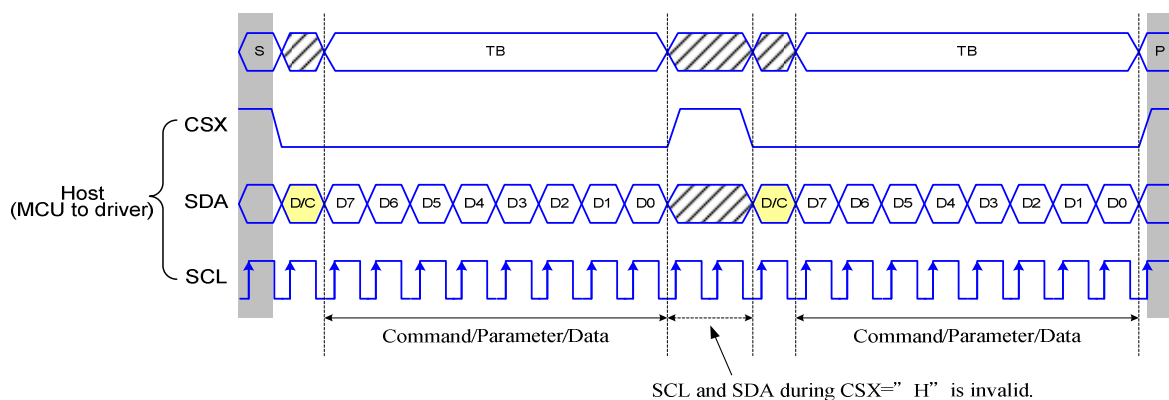 S TB TB P
CSX
Host
(MCU to driver)
SDA D/C D7 D6 D5 D4 D3 D2 D1 D0 D/C D7 D6 D5 D4 D3 D2 D1 D0
SCL
Command/Parameter/Data Command/Parameter/Data
SCL and SDA during CSX=” H” is invalid.